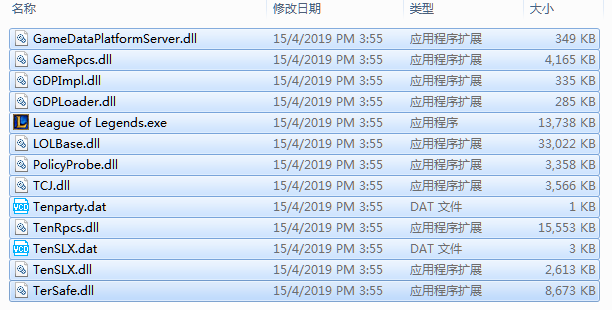 名称 修改日期 类型 大小
GameDataPlatformServer.dll 15/4/2019 PM 3:55 应用程序扩展 349 KB
GameRpcs.dll 15/4/2019 PM 3:55 应用程序扩展 4,165 KB
GDPImpl.dll 15/4/2019 PM 3:55 应用程序扩展 335 KB
GDPLoader.dll 15/4/2019 PM 3:55 应用程序扩展 285 KB
League of Legends.exe 15/4/2019 PM 3:55 应用程序 13,738 KB
LOLBase.dll 15/4/2019 PM 3:55 应用程序扩展 33,022 KB
PolicyProbe.dll 15/4/2019 PM 3:55 应用程序扩展 3,358 KB
TCJ.dll 15/4/2019 PM 3:55 应用程序扩展 3,566 KB
Tenparty.dat 15/4/2019 PM 3:55 DAT 文件 1 KB
TenRpcs.dll 15/4/2019 PM 3:55 应用程序扩展 15,553 KB
TenSLX.dat 15/4/2019 PM 3:55 DAT 文件 3 KB
TenSLX.dll 15/4/2019 PM 3:55 应用程序扩展 2,613 KB
TerSafe.dll 15/4/2019 PM 3:55 应用程序扩展 8,673 KB